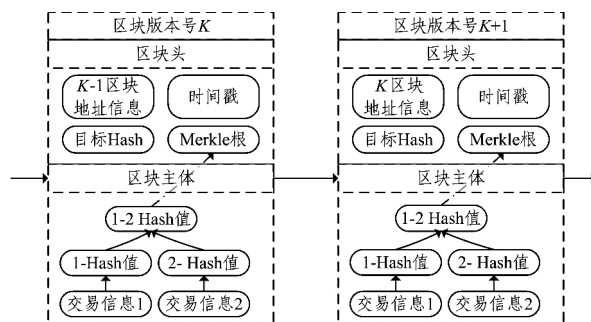 区块版本号K
区块头
K-1区块
地址信息
时间戳
目标Hash
Merkle根
区块主体
1-2 Hash值
1-Hash值
2- Hash值
交易信息1
交易信息2
区块版本号K+1
区块头
K区块
地址信息
时间戳
目标Hash
Merkle根
区块主体
1-2 Hash值
1-Hash值
2- Hash值
交易信息1
交易信息2